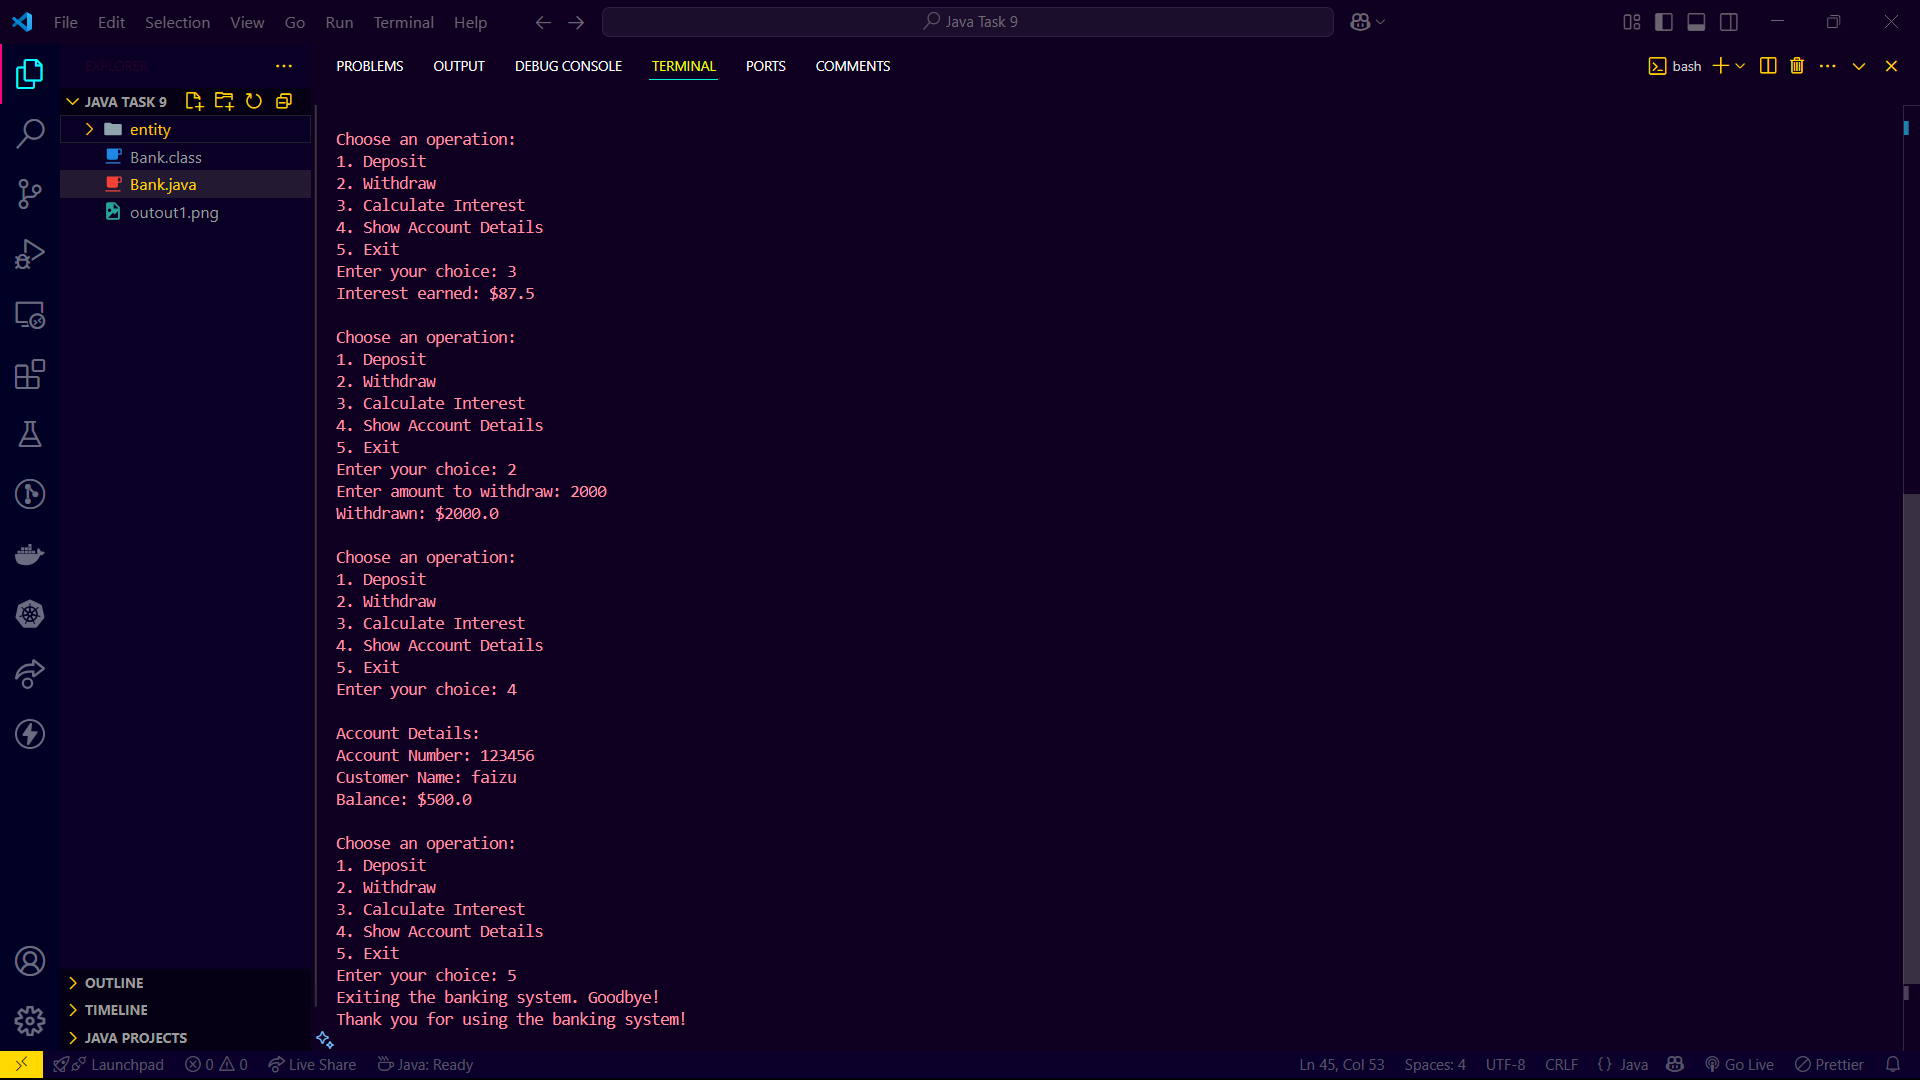 File Edit Selection View Go Run Terminal Help
Java Task 9
EXPLORER
PROBLEMS OUTPUT DEBUG CONSOLE TERMINAL PORTS COMMENTS
bash
JAVA TASK 9
entity
Bank.class
Bank.java
outout1.png
Choose an operation:
1. Deposit
2. Withdraw
3. Calculate Interest
4. Show Account Details
5. Exit
Enter your choice: 3
Interest earned: $87.5
Choose an operation:
1. Deposit
2. Withdraw
3. Calculate Interest
4. Show Account Details
5. Exit
Enter your choice: 2
Enter amount to withdraw: 2000
Withdrawn: $2000.0
Choose an operation:
1. Deposit
2. Withdraw
3. Calculate Interest
4. Show Account Details
5. Exit
Enter your choice: 4
Account Details:
Account Number: 123456
Customer Name: faizu
Balance: $500.0
Choose an operation:
1. Deposit
2. Withdraw
3. Calculate Interest
4. Show Account Details
5. Exit
Enter your choice: 5
Exiting the banking system. Goodbye!
Thank you for using the banking system!
OUTLINE
TIMELINE
JAVA PROJECTS
Launchpad 0 0 Live Share Java: Ready
Ln 45, Col 53 Spaces: 4 UTF-8 CRLF {} Java Go Live Prettier